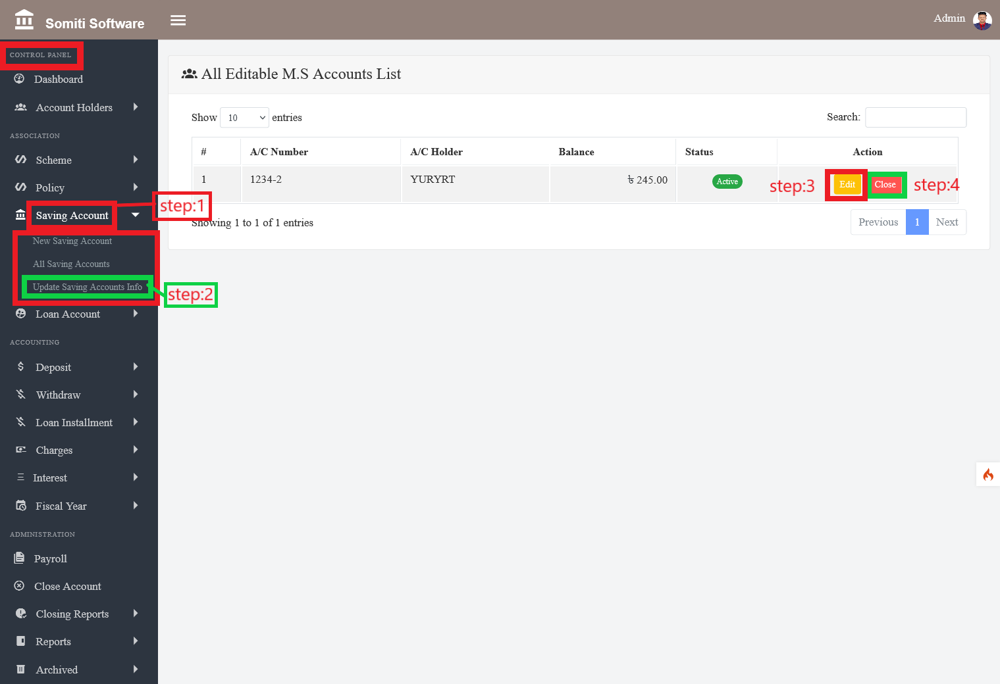 Somiti Software
Admin
CONTROL PANEL
Dashboard
Account Holders
ASSOCIATION
Scheme
Policy
Saving Account
step:1
New Saving Account
All Saving Accounts
Update Saving Accounts Info
step:2
Loan Account
ACCOUNTING
Deposit
Withdraw
Loan Installment
Charges
Interest
Fiscal Year
ADMINISTRATION
Payroll
Close Account
Closing Reports
Reports
Archived
All Editable M.S Accounts List
Show 10 entries
Search:
# A/C Number A/C Holder Balance Status Action
1 1234-2 YURYRT ৳ 245.00 Active step:3 Edit Close step:4
Showing 1 to 1 of 1 entries
Previous 1 Next